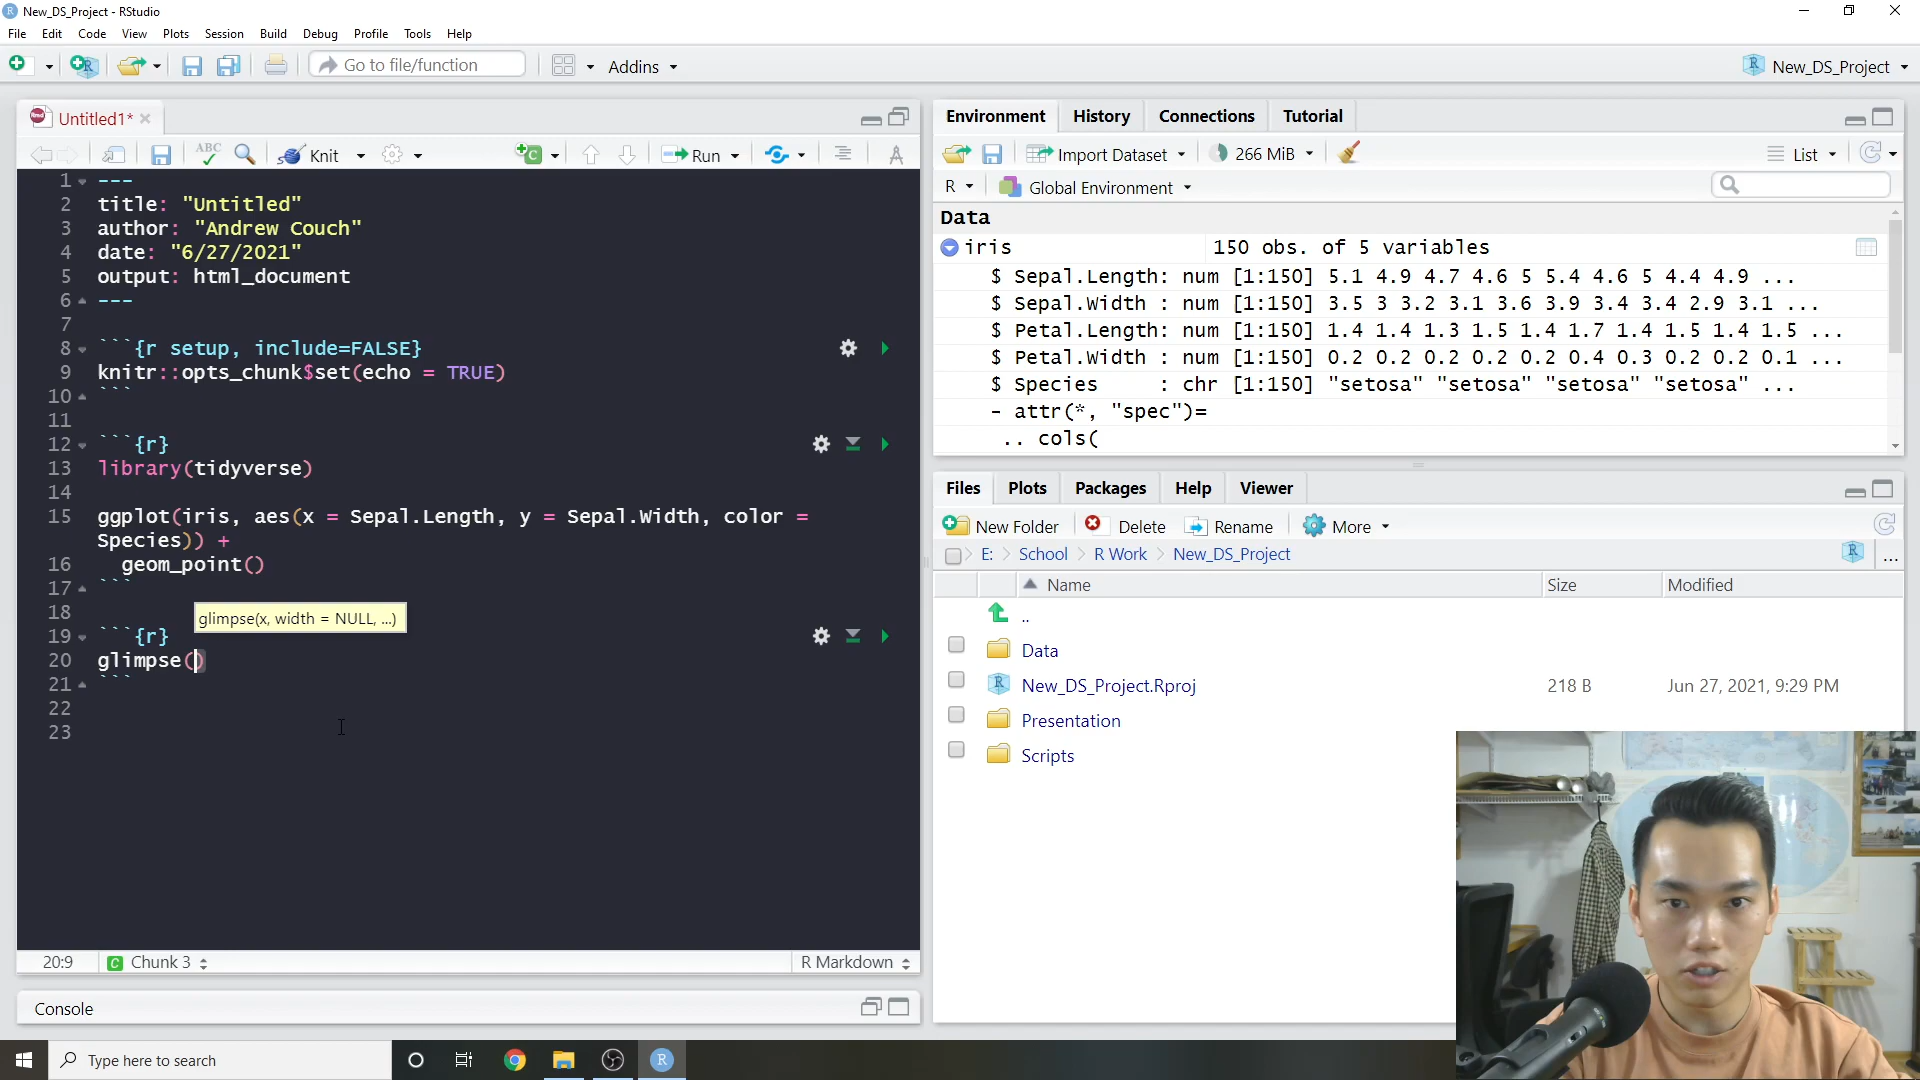 New_DS_Project - RStudio
File Edit Code View Plots Session Build Debug Profile Tools Help
Go to file/function
Addins
New_DS_Project
Untitled1*
ABC
Knit
Run
1 ---
2 title: "Untitled"
3 author: "Andrew Couch"
4 date: "6/27/2021"
5 output: html_document
6 ---
7
8 ```{r setup, include=FALSE}
9 knitr::opts_chunk$set(echo = TRUE)
10 ```
11
12 ```{r}
13 library(tidyverse)
14
15 ggplot(iris, aes(x = Sepal.Length, y = Sepal.Width, color =
Species)) +
16 geom_point()
17 ```
18
glimpse(x, width = NULL, ...)
19 ```{r}
20 glimpse()
21 ```
22
23
20:9 Chunk 3 R Markdown
Console
Environment History Connections Tutorial
Import Dataset 266 MiB List
R Global Environment
Data
iris 150 obs. of 5 variables
$ Sepal.Length: num [1:150] 5.1 4.9 4.7 4.6 5 5.4 4.6 5 4.4 4.9 ...
$ Sepal.Width : num [1:150] 3.5 3 3.2 3.1 3.6 3.9 3.4 3.4 2.9 3.1 ...
$ Petal.Length: num [1:150] 1.4 1.4 1.3 1.5 1.4 1.7 1.4 1.5 1.4 1.5 ...
$ Petal.Width : num [1:150] 0.2 0.2 0.2 0.2 0.2 0.4 0.3 0.2 0.2 0.1 ...
$ Species : chr [1:150] "setosa" "setosa" "setosa" "setosa" ...
- attr(*, "spec")=
.. cols(
Files Plots Packages Help Viewer
New Folder Delete Rename More
E: School R Work New_DS_Project ...
Name Size Modified
..
Data
New_DS_Project.Rproj 218 B Jun 27, 2021, 9:29 PM
Presentation
Scripts
Type here to search